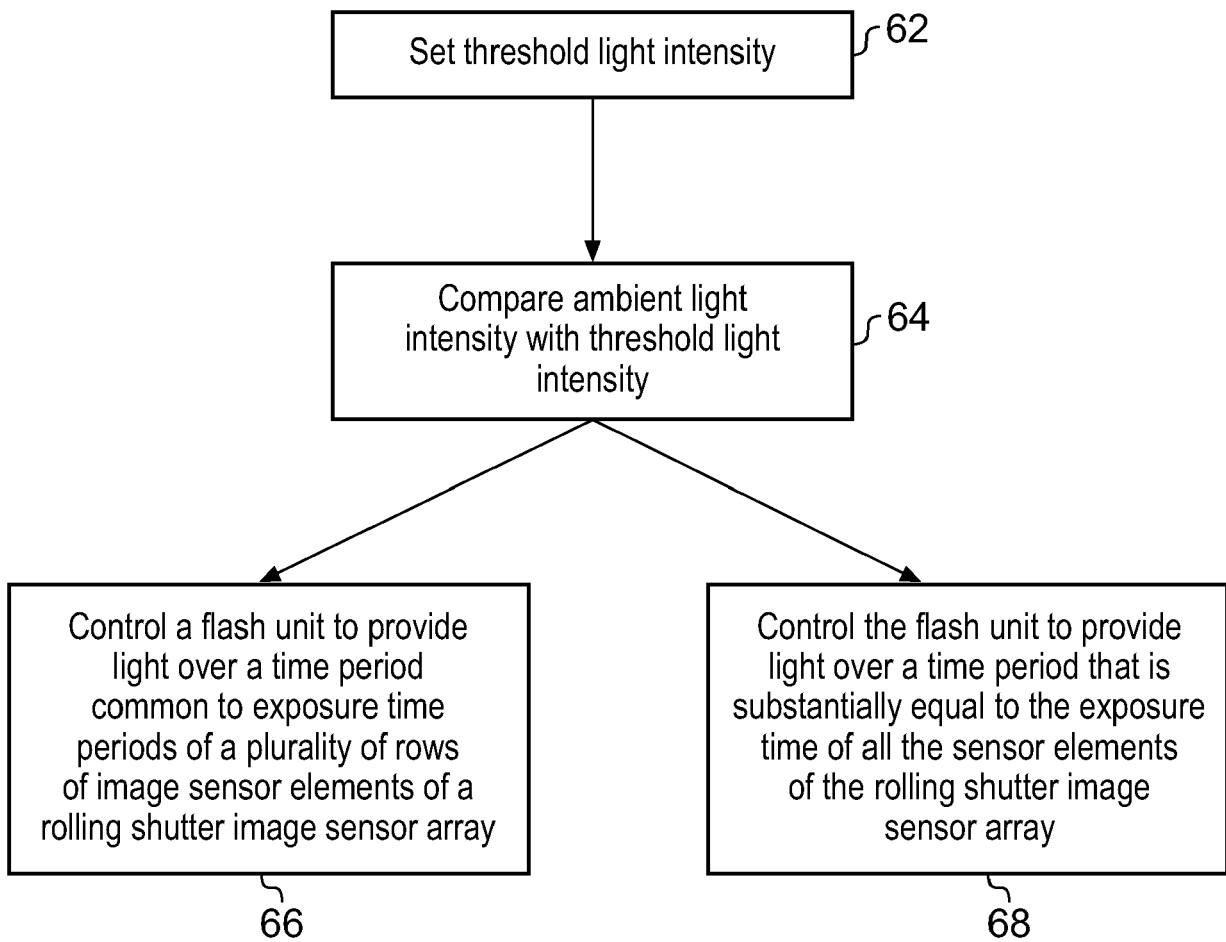 Set threshold light intensity
62
Compare ambient light
intensity with threshold light
intensity
64
Control a flash unit to provide
light over a time period
common to exposure time
periods of a plurality of rows
of image sensor elements of a
rolling shutter image sensor array
66
Control the flash unit to provide
light over a time period that is
substantially equal to the exposure
time of all the sensor elements
of the rolling shutter image
sensor array
68